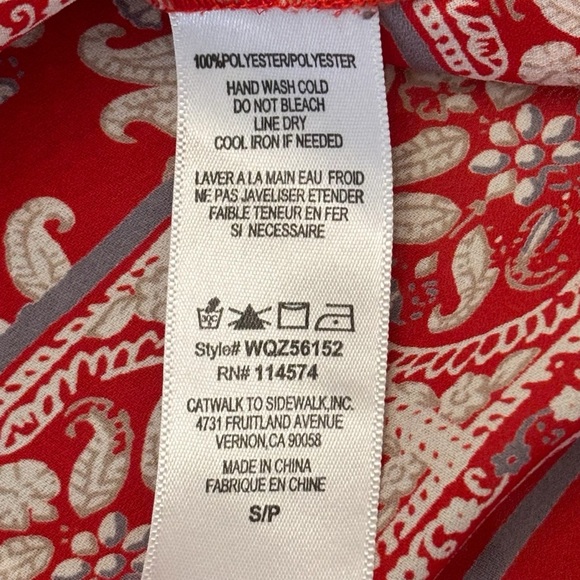 100%POLYESTER/POLYESTER
HAND WASH COLD
DO NOT BLEACH
LINE DRY
COOL IRON IF NEEDED
LAVER A LA MAIN EAU FROID
NE PAS JAVELISER ETENDER
FAIBLE TENEUR EN FER
SI NECESSAIRE
Style# WQZ56152
RN# 114574
CATWALK TO SIDEWALK,INC.
4731 FRUITLAND AVENUE
VERNON,CA 90058
MADE IN CHINA
FABRIQUE EN CHINE
S/P